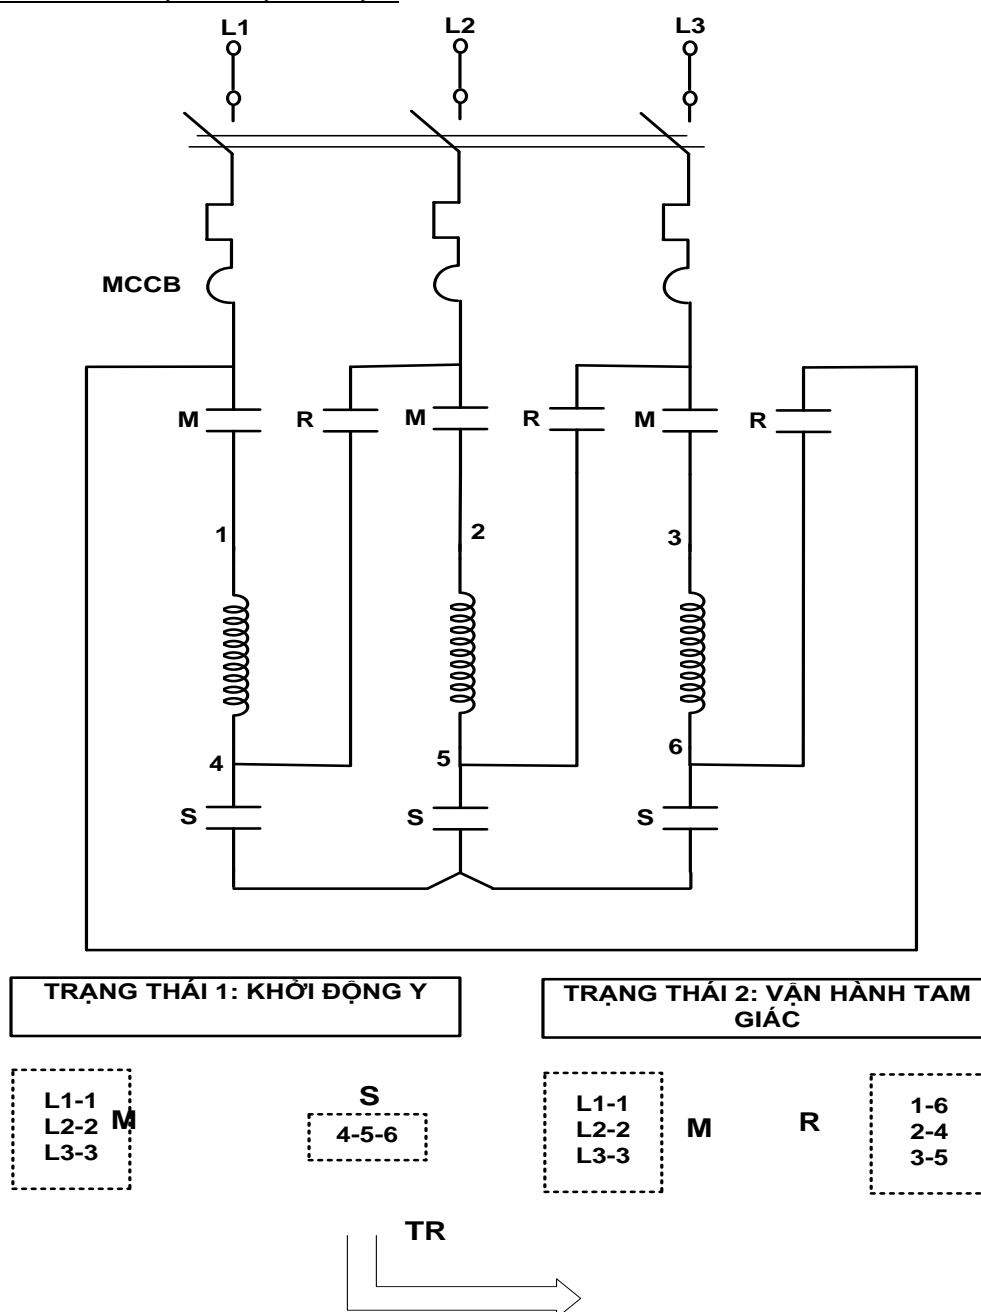 L1 L2 L3
MCCB
M R M R M R
1 2 3
4 5 6
S S S
TRẠNG THÁI 1: KHỞI ĐỘNG Y
TRẠNG THÁI 2: VẬN HÀNH TAM
GIÁC
L1-1
L2-2
L3-3
M
S
4-5-6
L1-1
L2-2
L3-3
M
R
1-6
2-4
3-5
TR